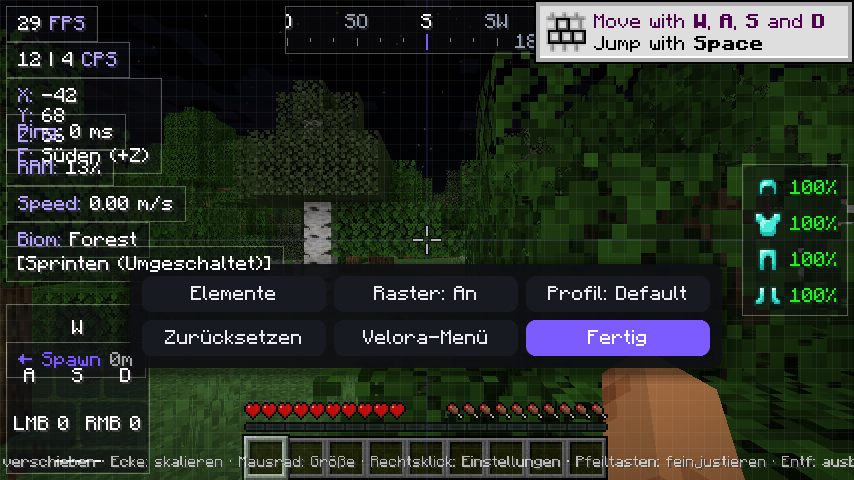 29 FPS
SO S SW
18
Move with W, A, S and D
Jump with Space
12 | 4 CPS
X: -42
Y: 68
Ping: 0 ms
F: Süden (+Z)
RAM: 13%
Speed: 0.00 m/s
Biom: Forest
[Sprinten (Umgeschaltet)]
100%
100%
100%
100%
Elemente
Raster: An
Profil: Default
Zurücksetzen
Velora-Menü
Fertig
W
← Spawn 0m
A S D
LMB 0 RMB 0
verschieben · Ecke: skalieren · Mausrad: Größe · Rechtsklick: Einstellungen · Pfeiltasten: feinjustieren · Entf: